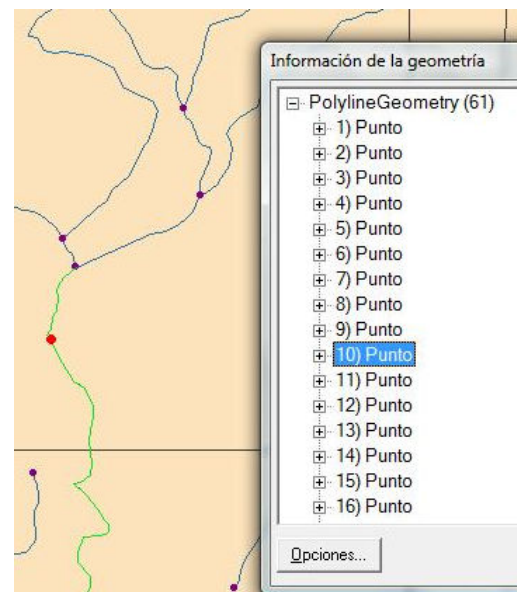 Información de la geometría
PolylineGeometry (61)
1) Punto
2) Punto
3) Punto
4) Punto
5) Punto
6) Punto
7) Punto
8) Punto
9) Punto
10) Punto
11) Punto
12) Punto
13) Punto
14) Punto
15) Punto
16) Punto
Opciones...